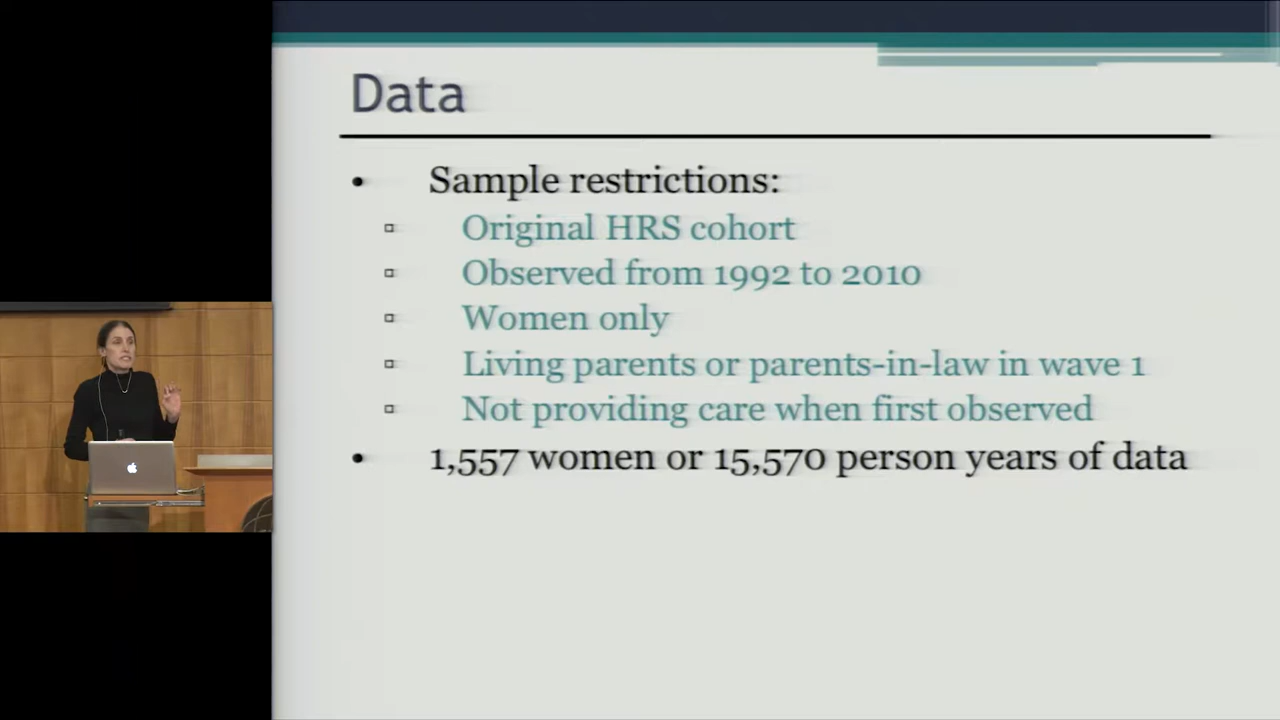 Data
• Sample restrictions:
▫ Original HRS cohort
▫ Observed from 1992 to 2010
▫ Women only
▫ Living parents or parents-in-law in wave 1
▫ Not providing care when first observed
• 1,557 women or 15,570 person years of data